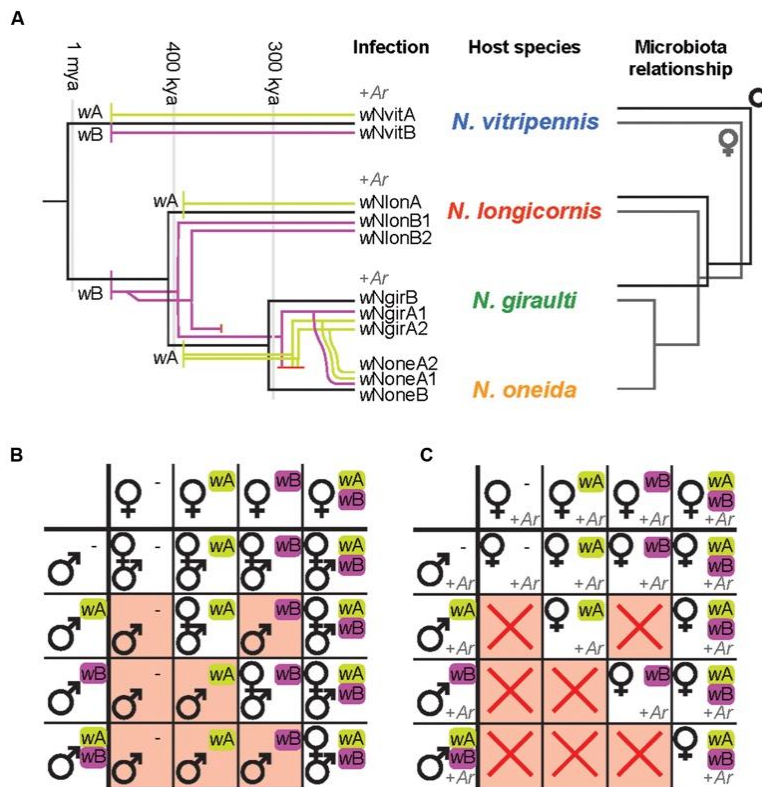 A
1 mya
400 kya
300 kya
Infection Host species Microbiota relationship
+Ar
wA wNvitA
wB wNvitB
N. vitripennis
♂
♀
+Ar
wA wNlonA
wNlonB1
wNlonB2
N. longicornis
+Ar
wB
wNgirB
wNgirA1
wNgirA2
N. giraulti
wA
wNoneA2
wNoneA1
wNoneB
N. oneida
B
♀ - ♀ wA ♀ wB ♀ wA wB
♂ - ♀♂ - ♀♂ wA ♀♂ wB ♀♂ wA wB
♂ wA ♂ - ♀♂ wA ♂ wB ♀♂ wA wB
♂ wB ♂ - ♂ wA ♀♂ wB ♀♂ wA wB
♂ wA wB ♂ - ♂ wA ♂ wB ♀♂ wA wB
C
♀ - +Ar ♀ wA +Ar ♀ wB +Ar ♀ wA wB +Ar
♂ - +Ar ♀ - +Ar ♀ wA +Ar ♀ wB +Ar ♀ wA wB +Ar
♂ wA +Ar ♀ wA +Ar ♀ wA wB +Ar
♂ wB +Ar ♀ wB +Ar ♀ wA wB +Ar
♂ wA wB +Ar ♀ wA wB +Ar